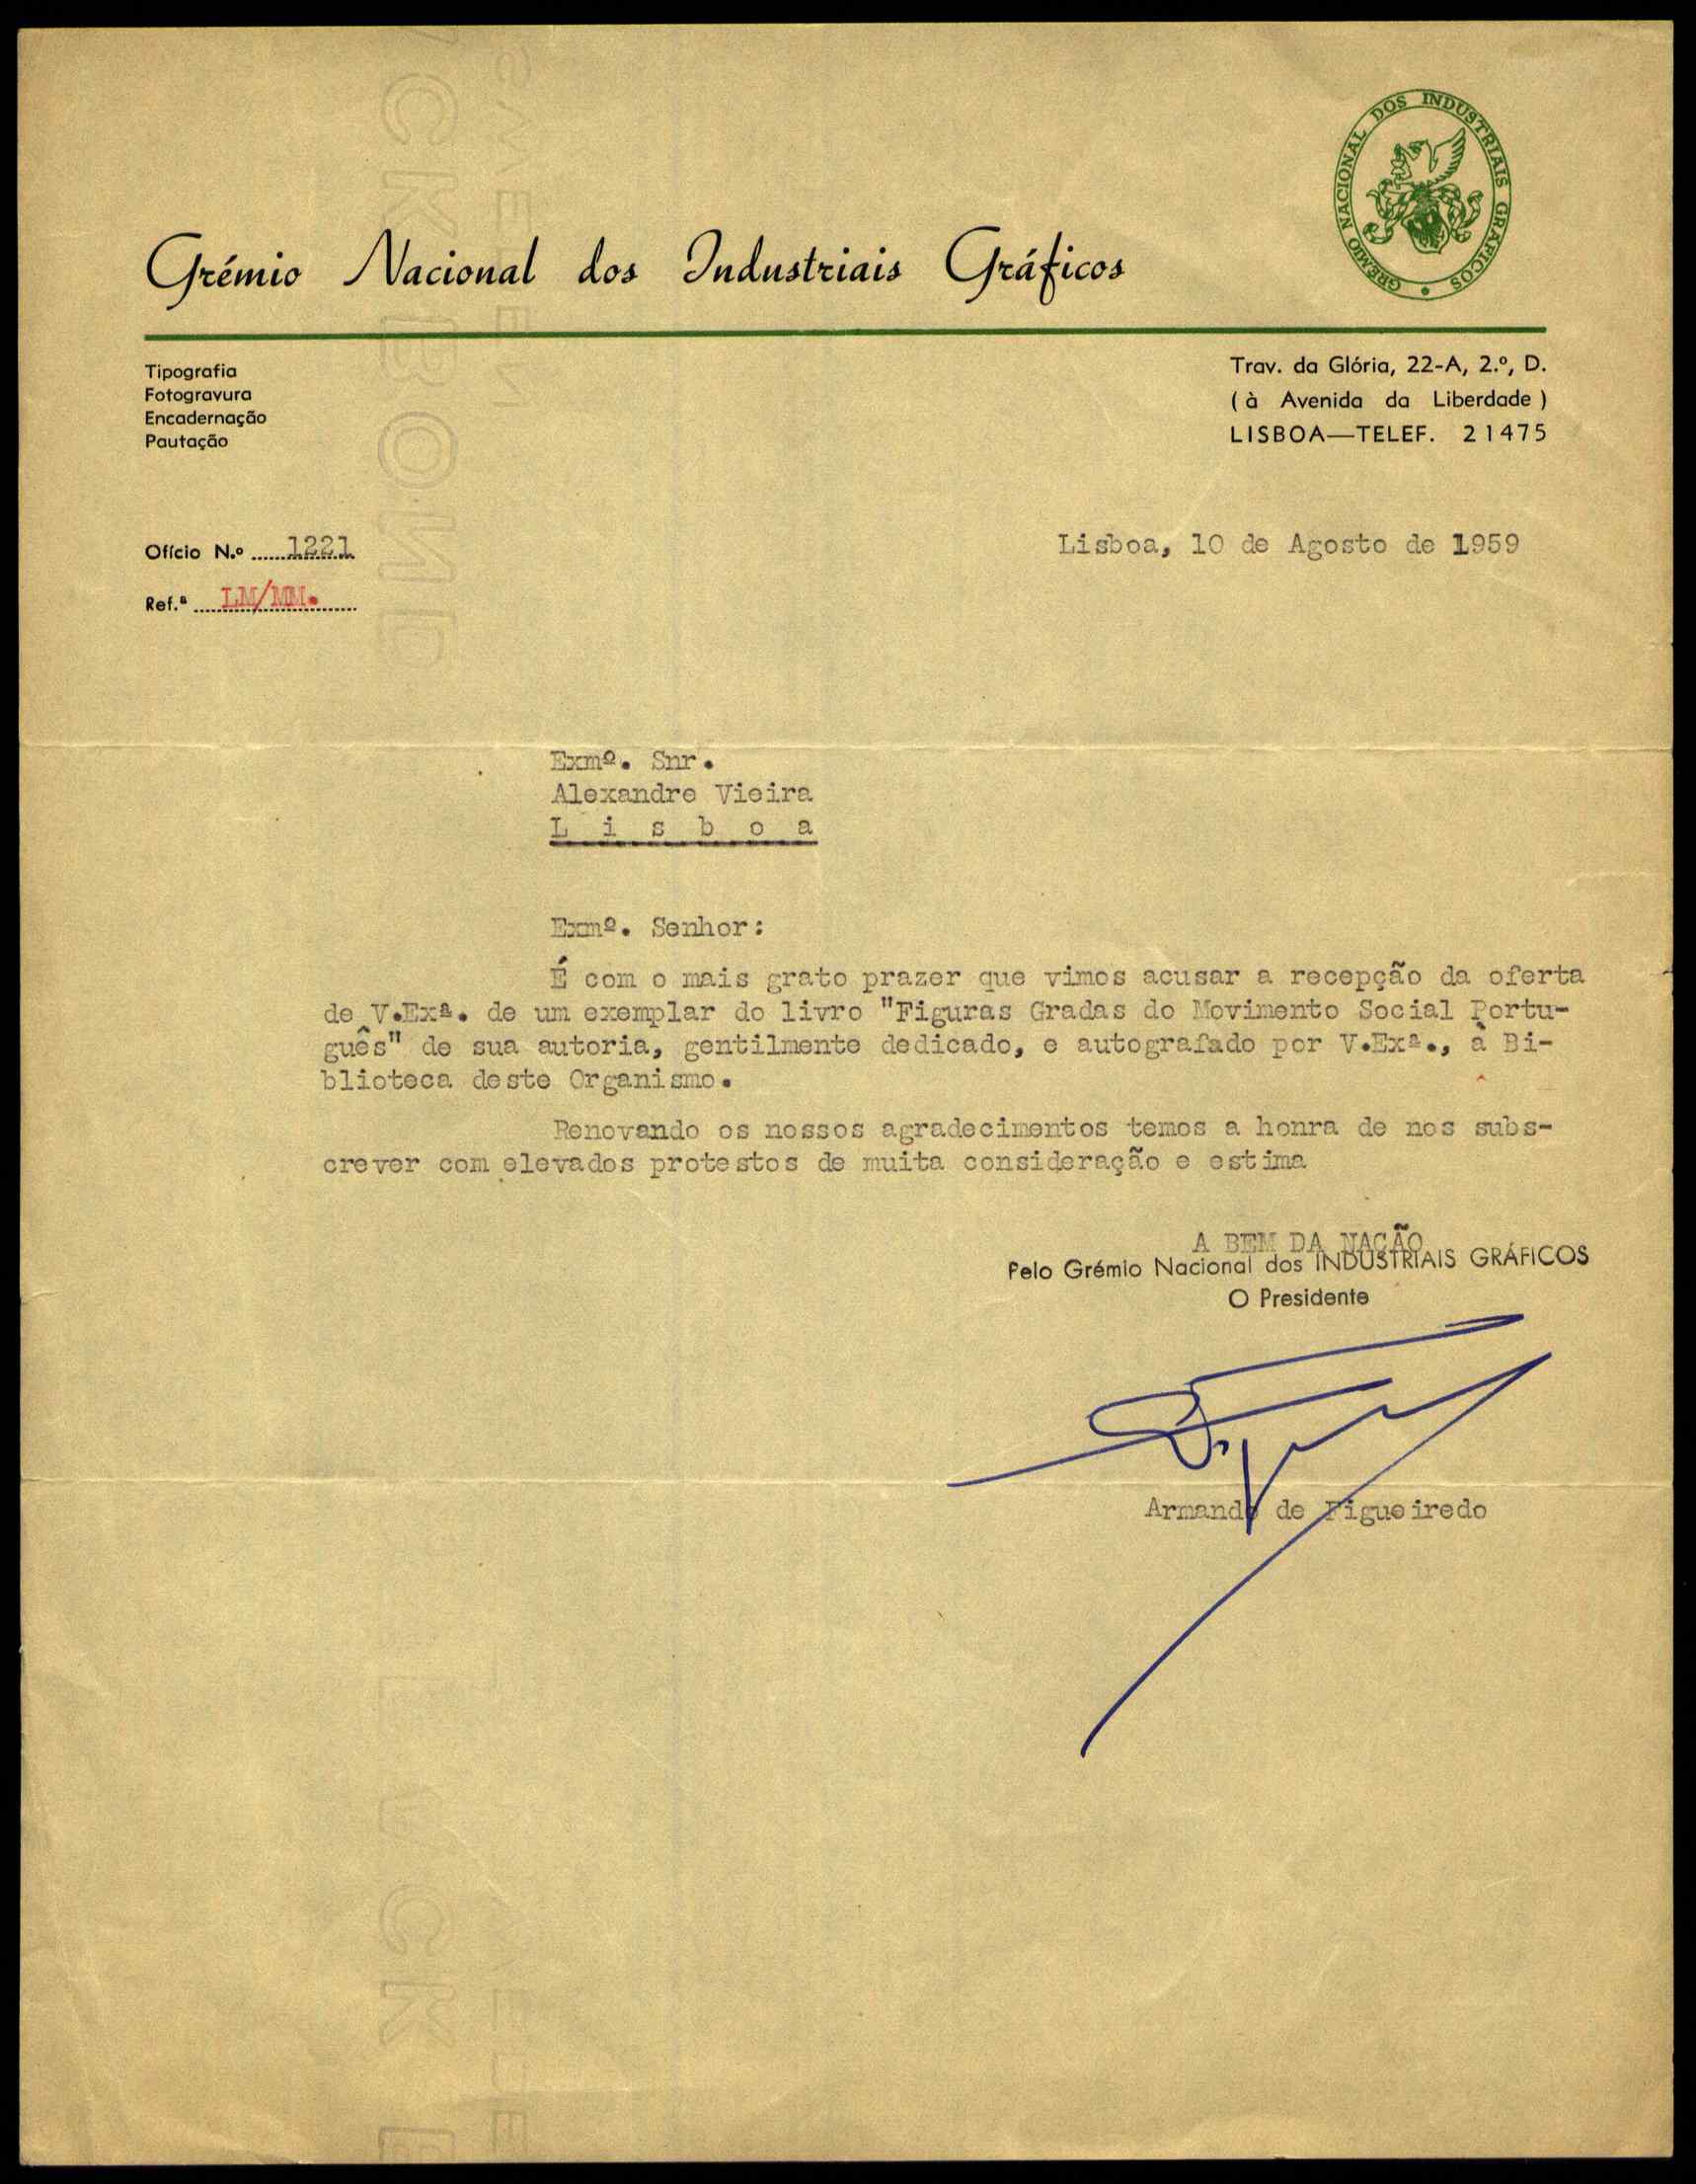 GRÉMIO NACIONAL DOS INDUSTRIAIS GRÁFICOS
Grémio Nacional dos Industriais Gráficos
Tipografia
Fotogravura
Encadernação
Pautação
Trav. da Glória, 22-A, 2.º, D.
( à Avenida da Liberdade )
LISBOA—TELEF. 21475
Ofício N.º 1221
Ref.ª LM/MM.
Lisboa, 10 de Agosto de 1959
Exmº. Snr.
Alexandre Vieira
L i s b o a
Exmº. Senhor:
É com o mais grato prazer que vimos acusar a recepção da oferta
de V.Exª. de um exemplar do livro "Figuras Gradas do Movimento Social Portu-
guês" de sua autoria, gentilmente dedicado, e autografado por V.Exª., à Bi-
blioteca deste Organismo.
Renovando os nossos agradecimentos temos a honra de nos subs-
crever com elevados protestos de muita consideração e estima
A BEM DA NAÇÃO
Pelo Grémio Nacional dos INDUSTRIAIS GRÁFICOS
O Presidente
Armando de Figueiredo